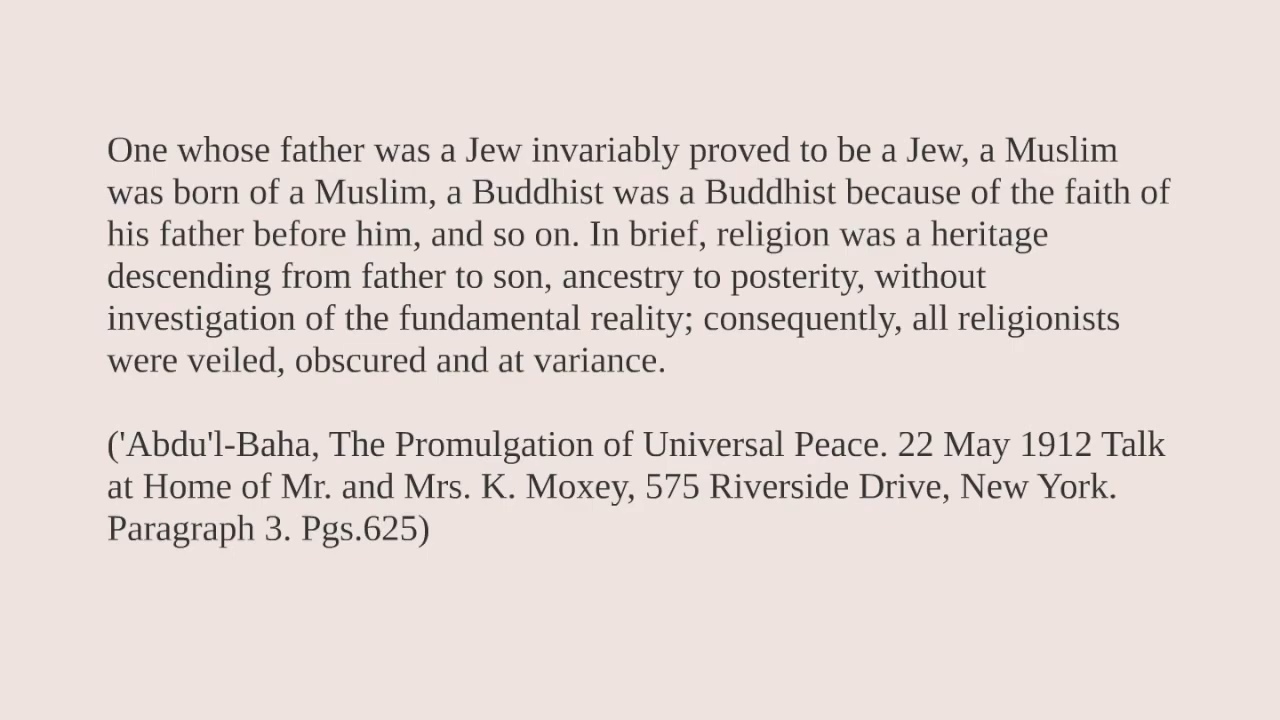 One whose father was a Jew invariably proved to be a Jew, a Muslim
was born of a Muslim, a Buddhist was a Buddhist because of the faith of
his father before him, and so on. In brief, religion was a heritage
descending from father to son, ancestry to posterity, without
investigation of the fundamental reality; consequently, all religionists
were veiled, obscured and at variance.
('Abdu'l-Baha, The Promulgation of Universal Peace. 22 May 1912 Talk
at Home of Mr. and Mrs. K. Moxey, 575 Riverside Drive, New York.
Paragraph 3. Pgs.625)